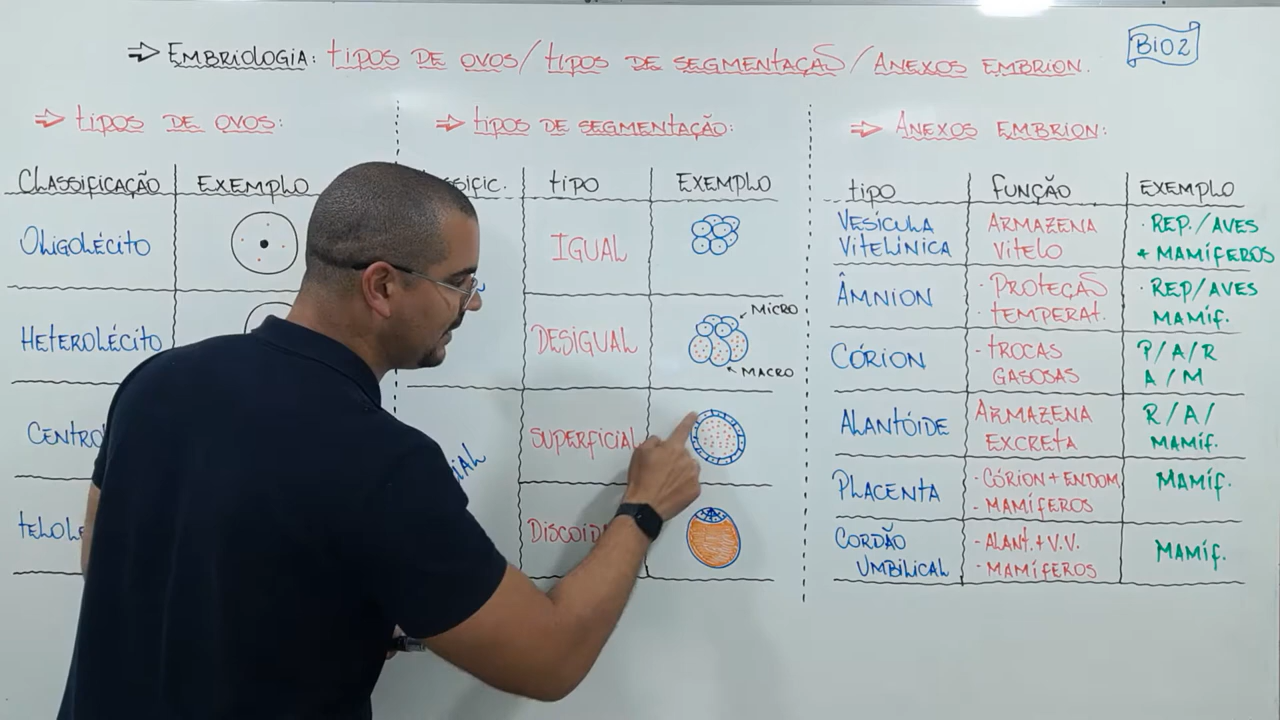 ⇒ EMBRIOLOGIA: TIPOS DE OVOS/TIPOS DE SEGMENTAÇÃO/ANEXOS EMBRION.
BIO2
⇒ TIPOS DE OVOS:
CLASSIFICAÇÃO EXEMPLO
OLIGOLÉCITO
HETEROLÉCITO
⇒ TIPOS DE SEGMENTAÇÃO:
TIPO EXEMPLO
IGUAL
DESIGUAL
MICRO
MACRO
SUPERFICIAL
⇒ ANEXOS EMBRION:
TIPO FUNÇÃO EXEMPLO
VESÍCULA ARMAZENA · REP./AVES
VITELINICA VITELO * MAMÍFEROS
ÂMNION · PROTEÇÃO · REP/AVES
· TEMPERAT. MAMÍF.
CÓRION - TROCAS P/A/R
GASOSAS A/M
ALANTÓIDE ARMAZENA R/A/
EXCRETA MAMÍF.
PLACENTA · CÓRION + ENDOM MAMÍF.
- MAMÍFEROS
CORDÃO - ALANT. + V.V. MAMÍF.
UMBILICAL · MAMÍFEROS